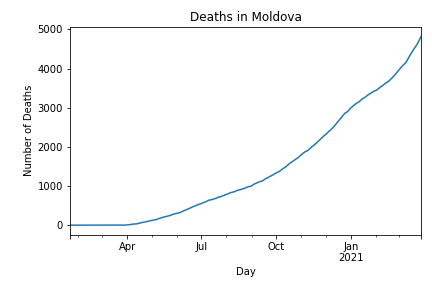 Deaths in Moldova
5000
4000
3000
2000
1000
0
Number of Deaths
Apr
Jul
Oct
Jan
2021
Day